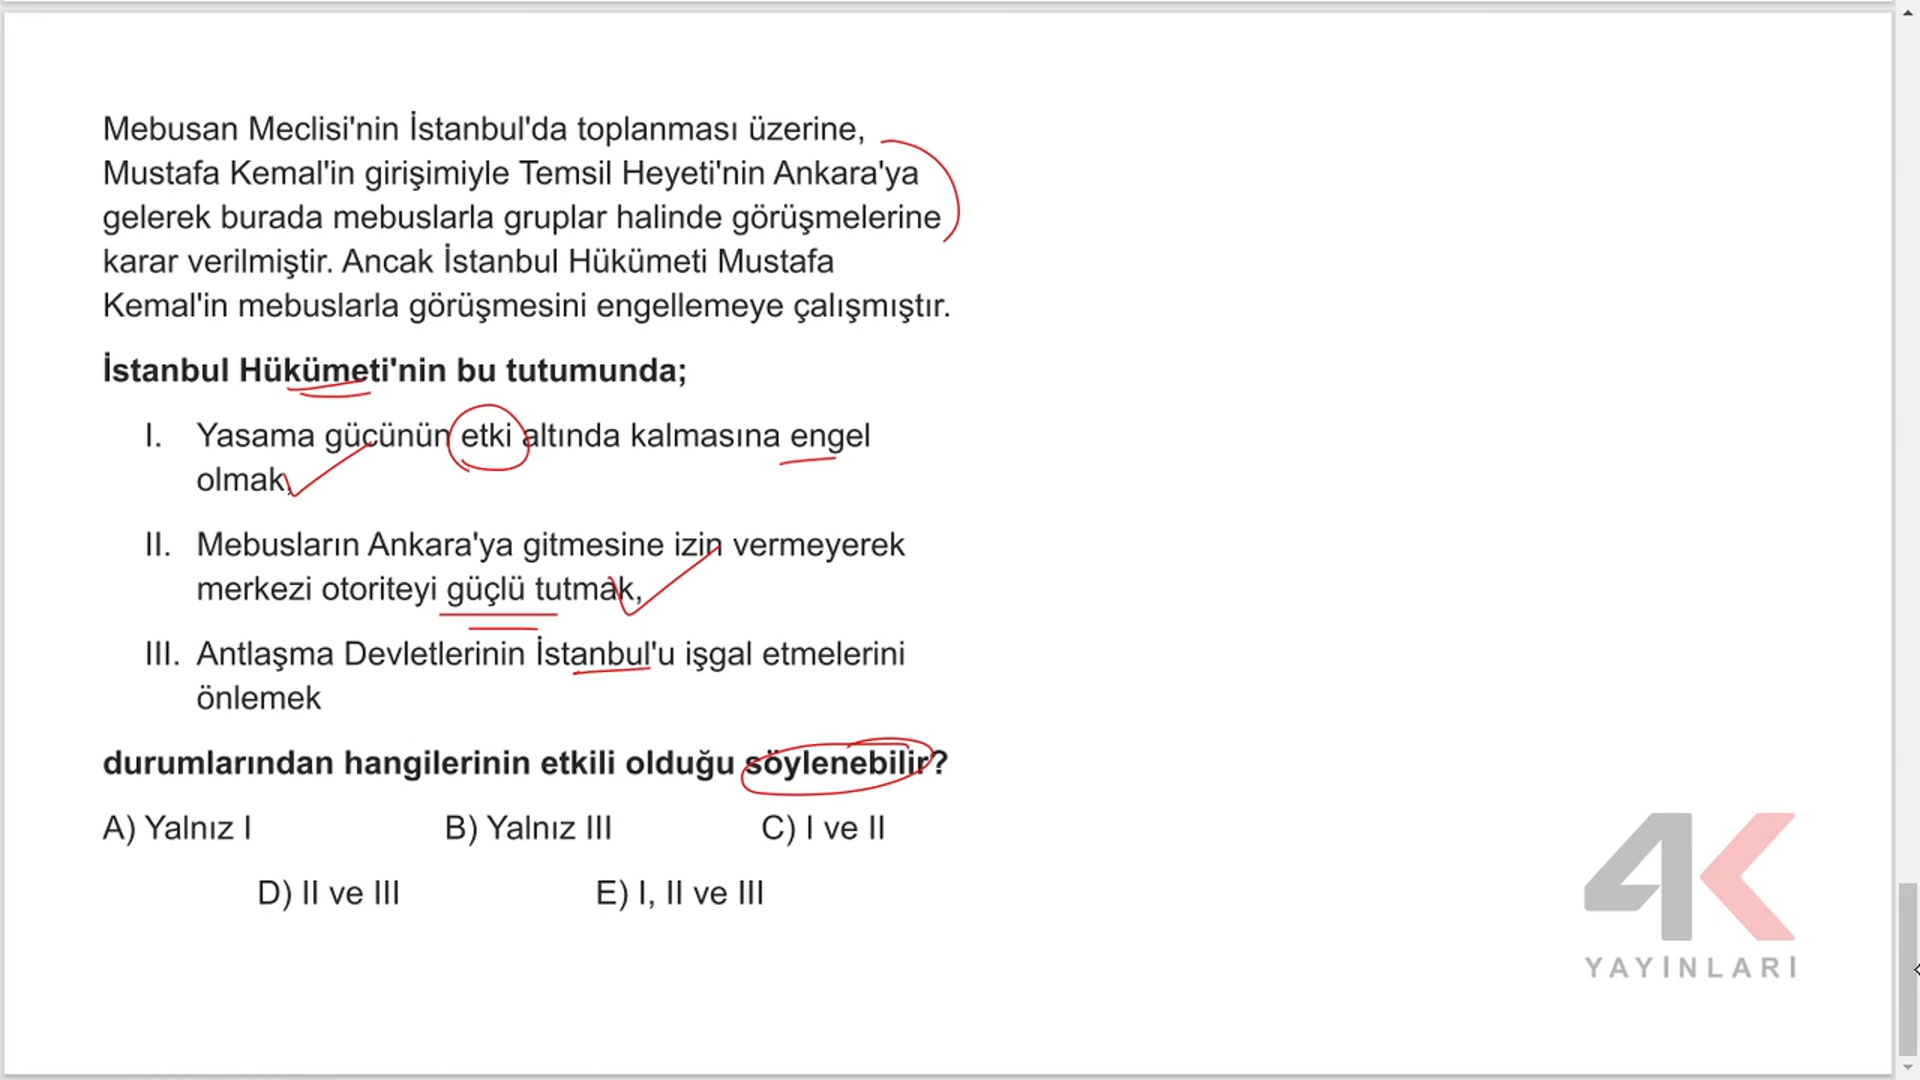 Mebusan Meclisi'nin İstanbul'da toplanması üzerine,
Mustafa Kemal'in girişimiyle Temsil Heyeti'nin Ankara'ya
gelerek burada mebuslarla gruplar halinde görüşmelerine
karar verilmiştir. Ancak İstanbul Hükümeti Mustafa
Kemal'in mebuslarla görüşmesini engellemeye çalışmıştır.
İstanbul Hükümeti'nin bu tutumunda;
I. Yasama gücünün etki altında kalmasına engel
olmak,
II. Mebusların Ankara'ya gitmesine izin vermeyerek
merkezi otoriteyi güçlü tutmak,
III. Antlaşma Devletlerinin İstanbul'u işgal etmelerini
önlemek
durumlarından hangilerinin etkili olduğu söylenebilir?
A) Yalnız I B) Yalnız III C) I ve II
D) II ve III E) I, II ve III
4K
YAYINLARI